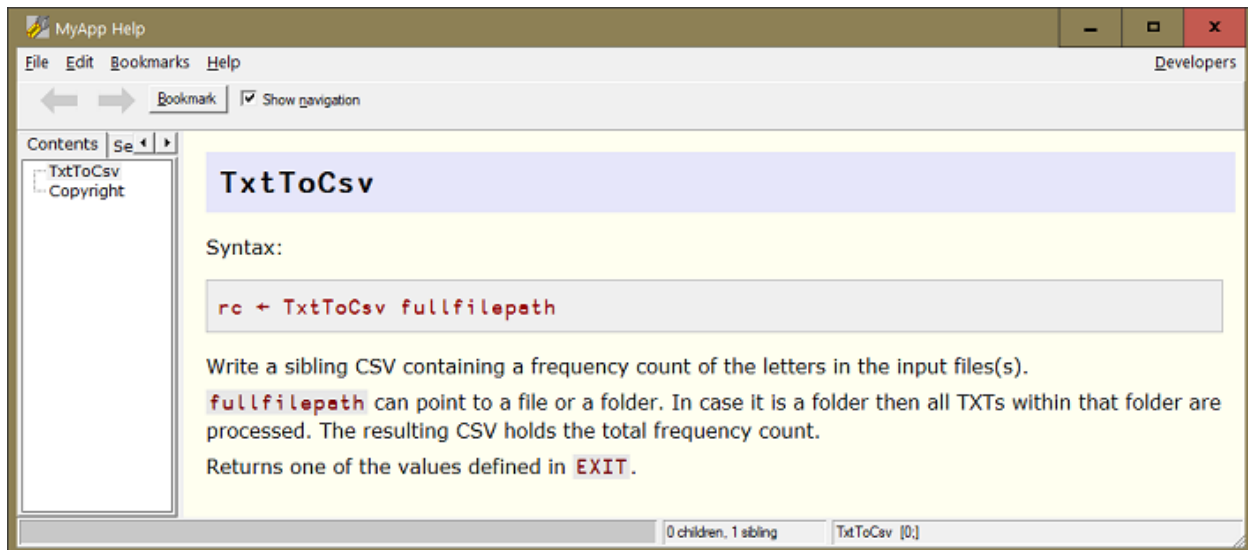 MyApp Help
File Edit Bookmarks Help Developers
Bookmark Show navigation
Contents Se
TxtToCsv
Copyright
TxtToCsv
Syntax:
rc ← TxtToCsv fullfilepath
Write a sibling CSV containing a frequency count of the letters in the input files(s).
fullfilepath can point to a file or a folder. In case it is a folder then all TXTs within that folder are
processed. The resulting CSV holds the total frequency count.
Returns one of the values defined in EXIT.
0 children, 1 sibling TxtToCsv [0;]